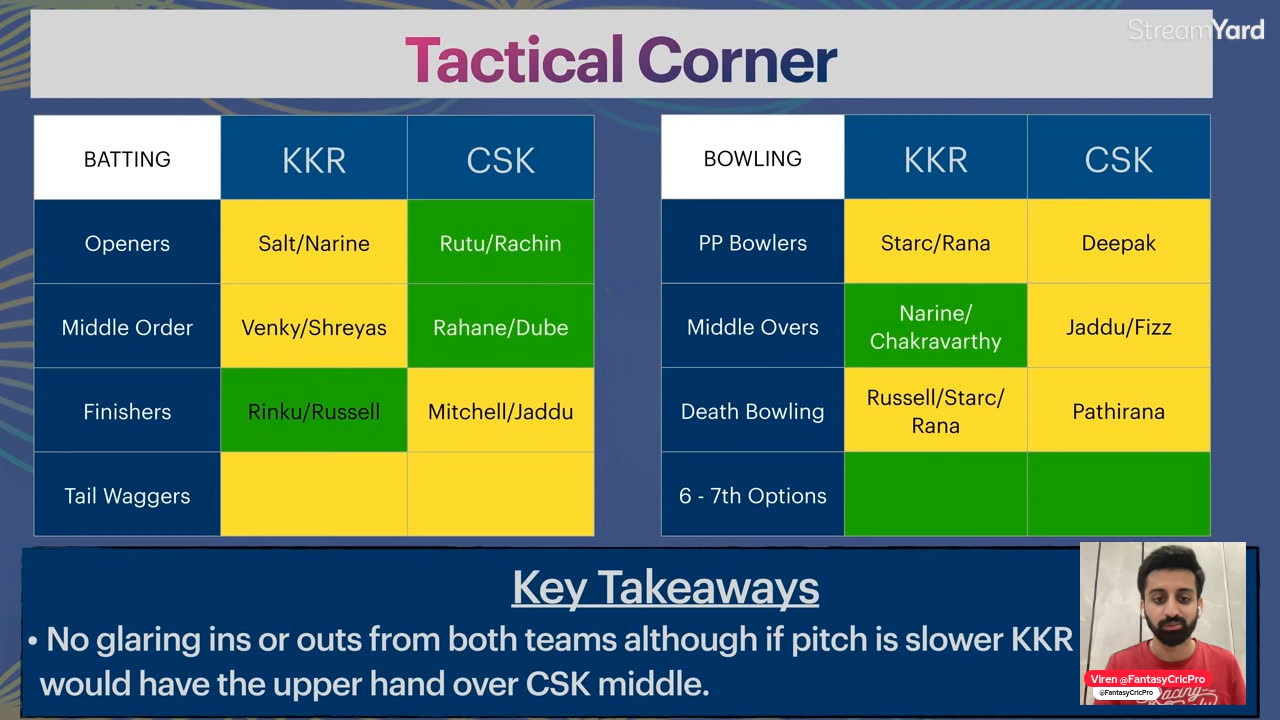 StreamYard
Tactical Corner
BATTING KKR CSK
Openers Salt/Narine Rutu/Rachin
Middle Order Venky/Shreyas Rahane/Dube
Finishers Rinku/Russell Mitchell/Jaddu
Tail Waggers
BOWLING KKR CSK
PP Bowlers Starc/Rana Deepak
Middle Overs Narine/
Chakravarthy Jaddu/Fizz
Death Bowling Russell/Starc/
Rana Pathirana
6 - 7th Options
Key Takeaways
• No glaring ins or outs from both teams although if pitch is slower KKR
would have the upper hand over CSK middle.
Viren @FantasyCricPro
@FantasyCricPro